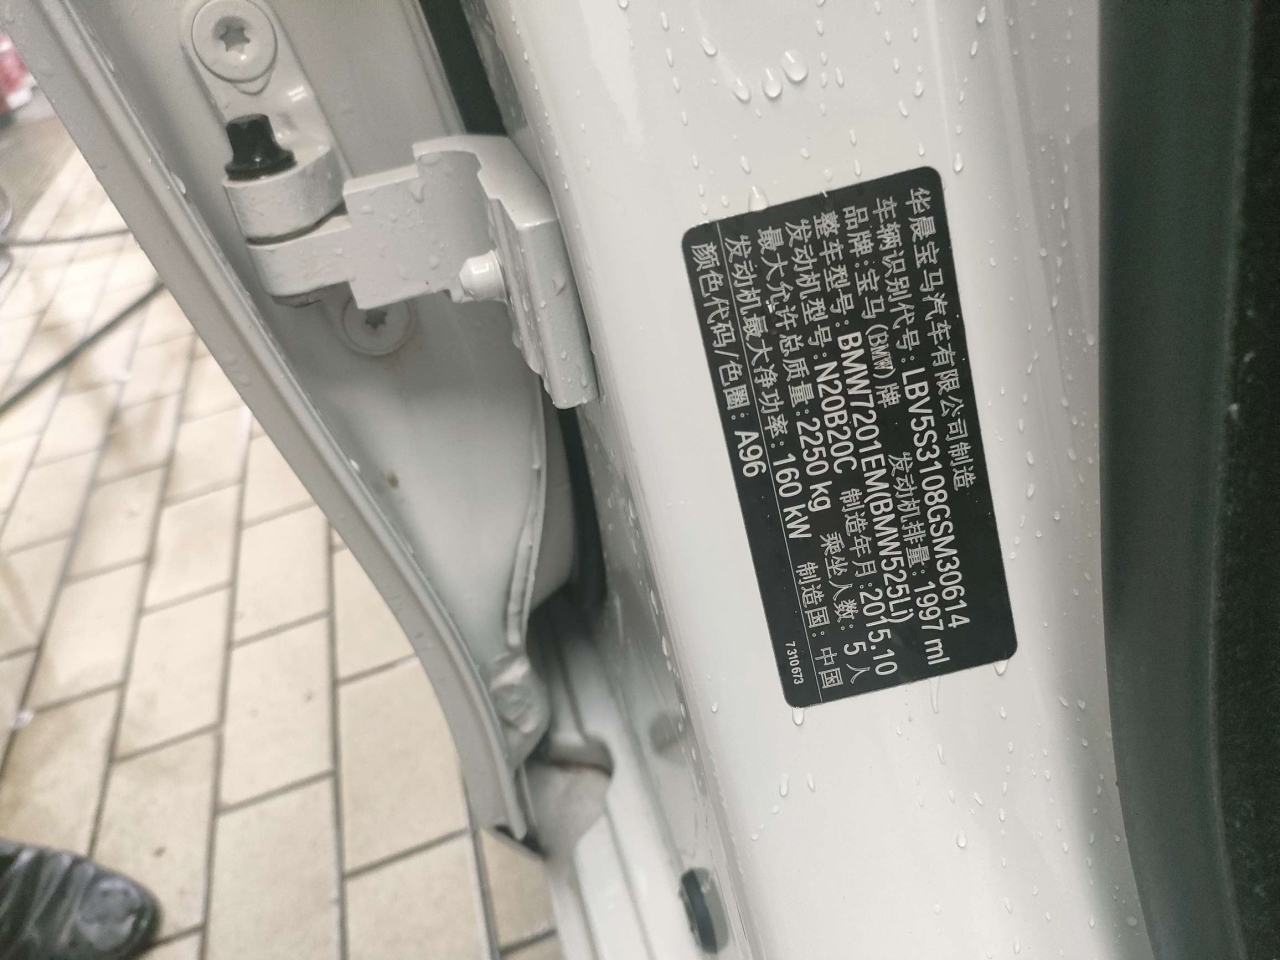 华晨宝马汽车有限公司制造
车辆识别代号: LBV5S3108GSM30614
品牌: 宝马(BMW)牌 发动机排量: 1997 ml
整车型号: BMW7201EM(BMW525Li)
发动机型号: N20B20C 制造年月: 2015.10
最大允许总质量: 2250 kg 乘坐人数: 5 人
发动机最大净功率: 160 kW 制造国: 中国
颜色代码/色圈: A96 7310673